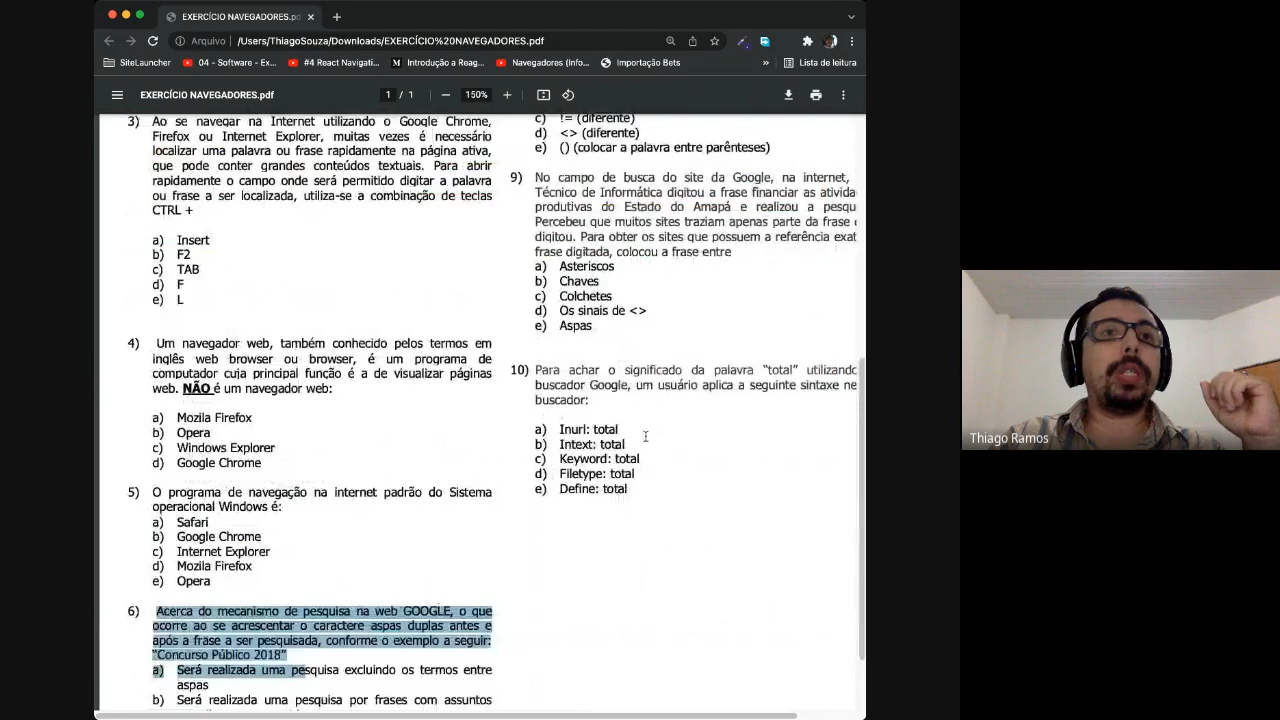 EXERCÍCIO NAVEGADORES.pd
Arquivo
/Users/ThiagoSouza/Downloads/EXERCÍCIO%20NAVEGADORES.pdf
SiteLauncher
04 - Software - Ex...
#4 React Navigati...
Introdução a Reag...
Navegadores (Info...
Importação Bets
»
Lista de leitura
EXERCÍCIO NAVEGADORES.pdf
1 / 1
150%
3) Ao se navegar na Internet utilizando o Google Chrome,
Firefox ou Internet Explorer, muitas vezes é necessário
localizar uma palavra ou frase rapidamente na página ativa,
que pode conter grandes conteúdos textuais. Para abrir
rapidamente o campo onde será permitido digitar a palavra
ou frase a ser localizada, utiliza-se a combinação de teclas
CTRL +
a) Insert
b) F2
c) TAB
d) F
e) L
4) Um navegador web, também conhecido pelos termos em
inglês web browser ou browser, é um programa de
computador cuja principal função é a de visualizar páginas
web. NÃO é um navegador web:
a) Mozila Firefox
b) Opera
c) Windows Explorer
d) Google Chrome
5) O programa de navegação na internet padrão do Sistema
operacional Windows é:
a) Safari
b) Google Chrome
c) Internet Explorer
d) Mozila Firefox
e) Opera
6) Acerca do mecanismo de pesquisa na web GOOGLE, o que
ocorre ao se acrescentar o caractere aspas duplas antes e
após a frase a ser pesquisada, conforme o exemplo a seguir:
"Concurso Público 2018"
a) Será realizada uma pesquisa excluindo os termos entre
aspas
b) Será realizada uma pesquisa por frases com assuntos
c) != (diferente)
d) <> (diferente)
e) () (colocar a palavra entre parênteses)
9) No campo de busca do site da Google, na internet,
Técnico de Informática digitou a frase financiar as ativida
produtivas do Estado do Amapá e realizou a pesqu
Percebeu que muitos sites traziam apenas parte da frase
digitou. Para obter os sites que possuem a referência exat
frase digitada, colocou a frase entre
a) Asteriscos
b) Chaves
c) Colchetes
d) Os sinais de <>
e) Aspas
10) Para achar o significado da palavra "total" utilizando
buscador Google, um usuário aplica a seguinte sintaxe ne
buscador:
a) Inurl: total
b) Intext: total
c) Keyword: total
d) Filetype: total
e) Define: total
Thiago Ramos